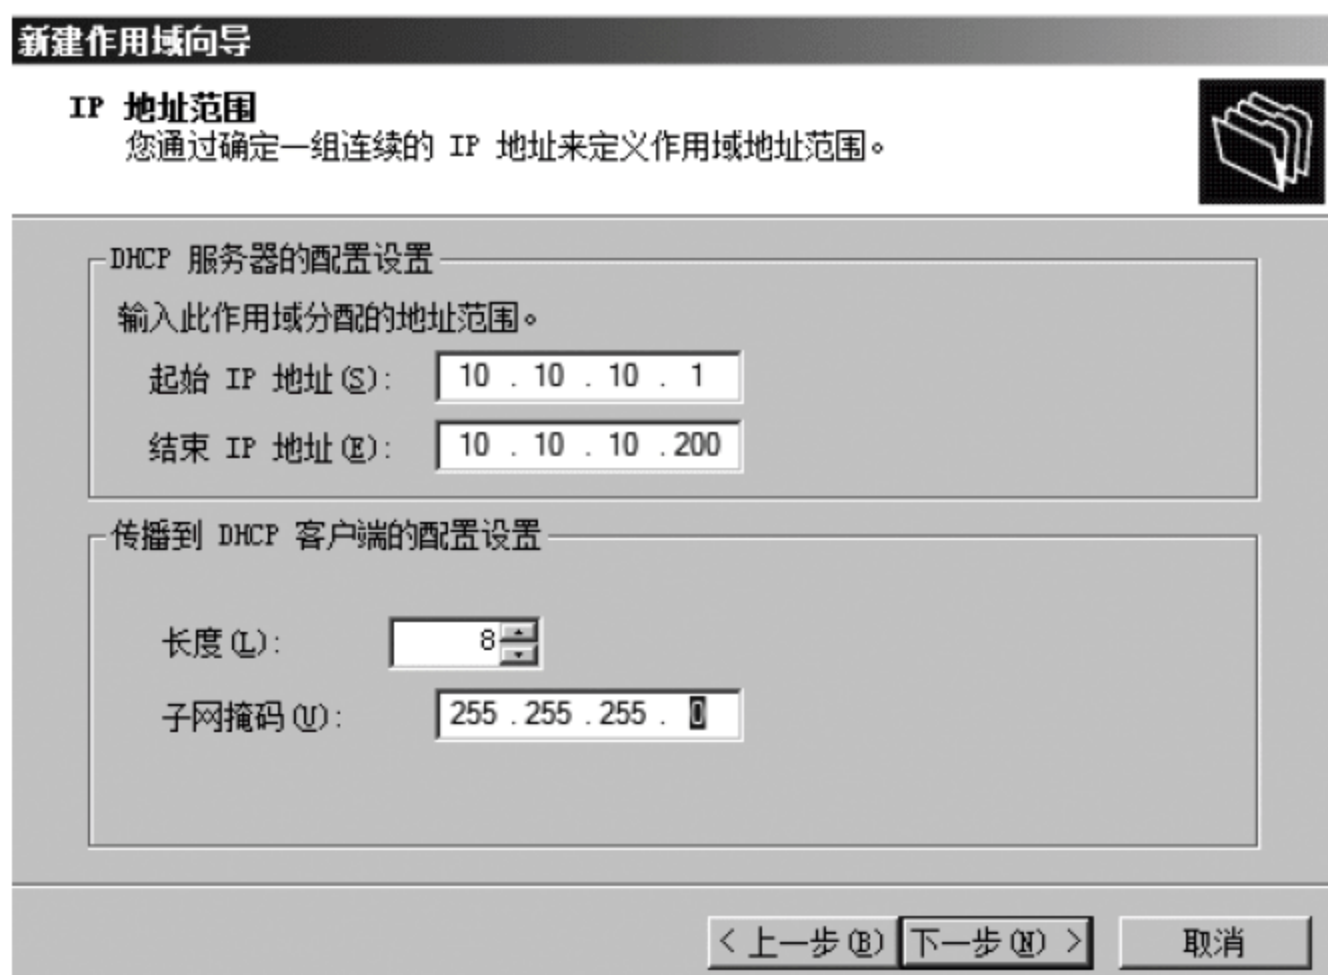 新建作用域向导
IP 地址范围
您通过确定一组连续的 IP 地址来定义作用域地址范围。
DHCP 服务器的配置设置
输入此作用域分配的地址范围。
起始 IP 地址(S): 10 . 10 . 10 . 1
结束 IP 地址(E): 10 . 10 . 10 .200
传播到 DHCP 客户端的配置设置
长度(L): 8
子网掩码(U): 255 .255 .255 . 0
< 上一步(B) 下一步(N) > 取消